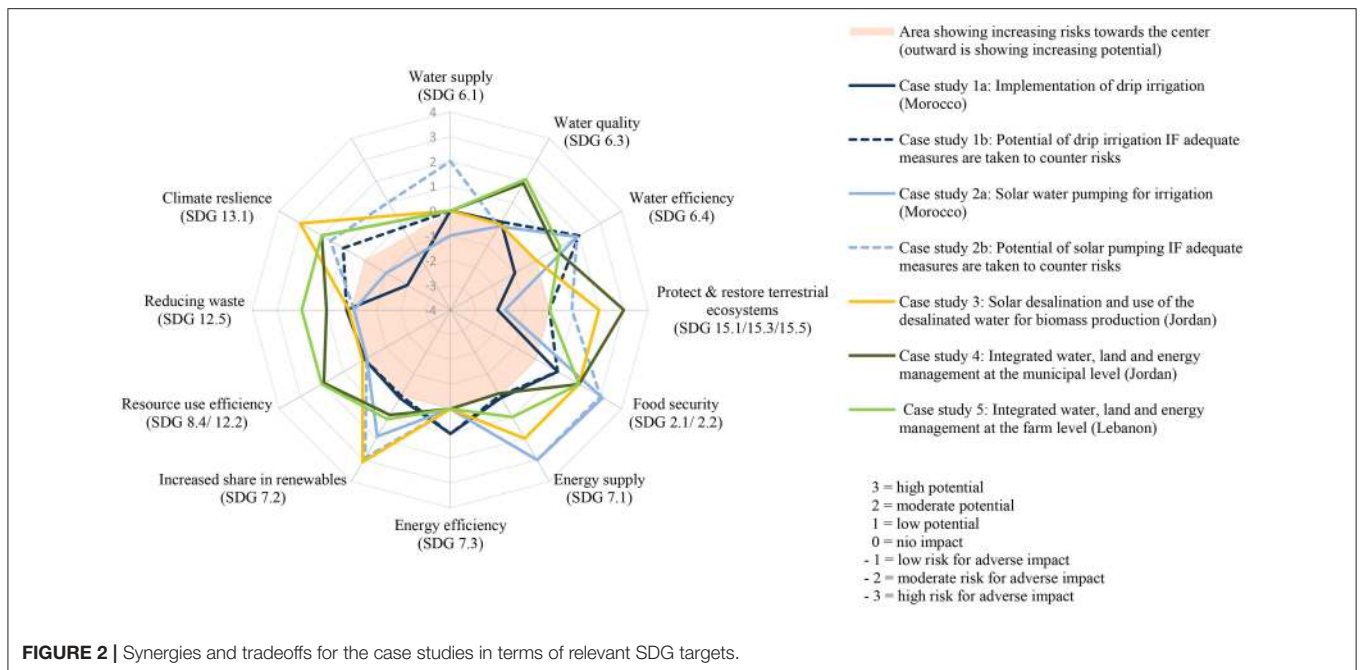 Water supply
(SDG 6.1)
Water quality
(SDG 6.3)
Water efficiency
(SDG 6.4)
Protect & restore terrestrial
ecosystems
(SDG 15.1/15.3/15.5)
Food security
(SDG 2.1/ 2.2)
Energy supply
(SDG 7.1)
Energy efficiency
(SDG 7.3)
Increased share in renewables
(SDG 7.2)
Resource use efficiency
(SDG 8.4/ 12.2)
Reducing waste
(SDG 12.5)
Climate reslience
(SDG 13.1)
4
3
2
1
0
-1
-2
-3
-4
Area showing increasing risks towards the center
(outward is showing increasing potential)
Case study 1a: Implementation of drip irrigation
(Morocco)
Case study 1b: Potential of drip irrigation IF adequate
measures are taken to counter risks
Case study 2a: Solar water pumping for irrigation
(Morocco)
Case study 2b: Potential of solar pumping IF adequate
measures are taken to counter risks
Case study 3: Solar desalination and use of the
desalinated water for biomass production (Jordan)
Case study 4: Integrated water, land and energy
management at the municipal level (Jordan)
Case study 5: Integrated water, land and energy
management at the farm level (Lebanon)
3 = high potential
2 = moderate potential
1 = low potential
0 = nio impact
- 1 = low risk for adverse impact
- 2 = moderate risk for adverse impact
- 3 = high risk for adverse impact
FIGURE 2 | Synergies and tradeoffs for the case studies in terms of relevant SDG targets.